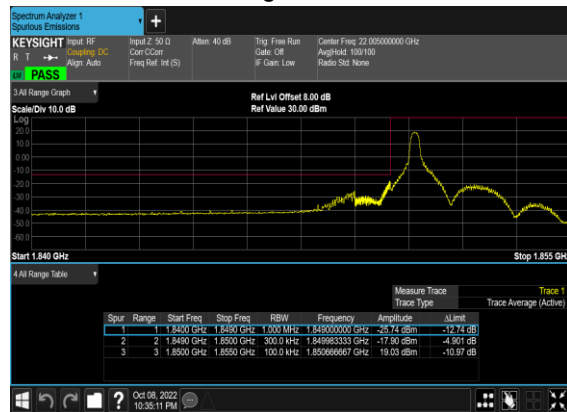 Spectrum Analyzer 1
Spurious Emissions
KEYSIGHT Input: RF Input Z: 50 Ω Atten: 40 dB Trig: Free Run Center Freq: 22.005000000 GHz
R T Coupling: DC Corr CCorr Gate: Off Avg|Hold: 100/100
Align: Auto Freq Ref: Int (S) IF Gain: Low Radio Std: None
LXI PASS
3 All Range Graph Ref Lvl Offset 8.00 dB
Scale/Div 10.0 dB Ref Value 30.00 dBm
Log
20.0
10.0
0.00
-10.0
-20.0
-30.0
-40.0
-50.0
-60.0
Start 1.840 GHz Stop 1.855 GH
4 All Range Table
Measure Trace Trace 1
Trace Type Trace Average (Active)
Spur Range Start Freq Stop Freq RBW Frequency Amplitude ΔLimit
1 1 1.8400 GHz 1.8490 GHz 1.000 MHz 1.849000000 GHz -25.74 dBm -12.74 dB
2 2 1.8490 GHz 1.8500 GHz 300.0 kHz 1.849983333 GHz -17.90 dBm -4.901 dB
3 3 1.8500 GHz 1.8550 GHz 100.0 kHz 1.850666667 GHz 19.03 dBm -10.97 dB
? Oct 08, 2022
10:35:11 PM